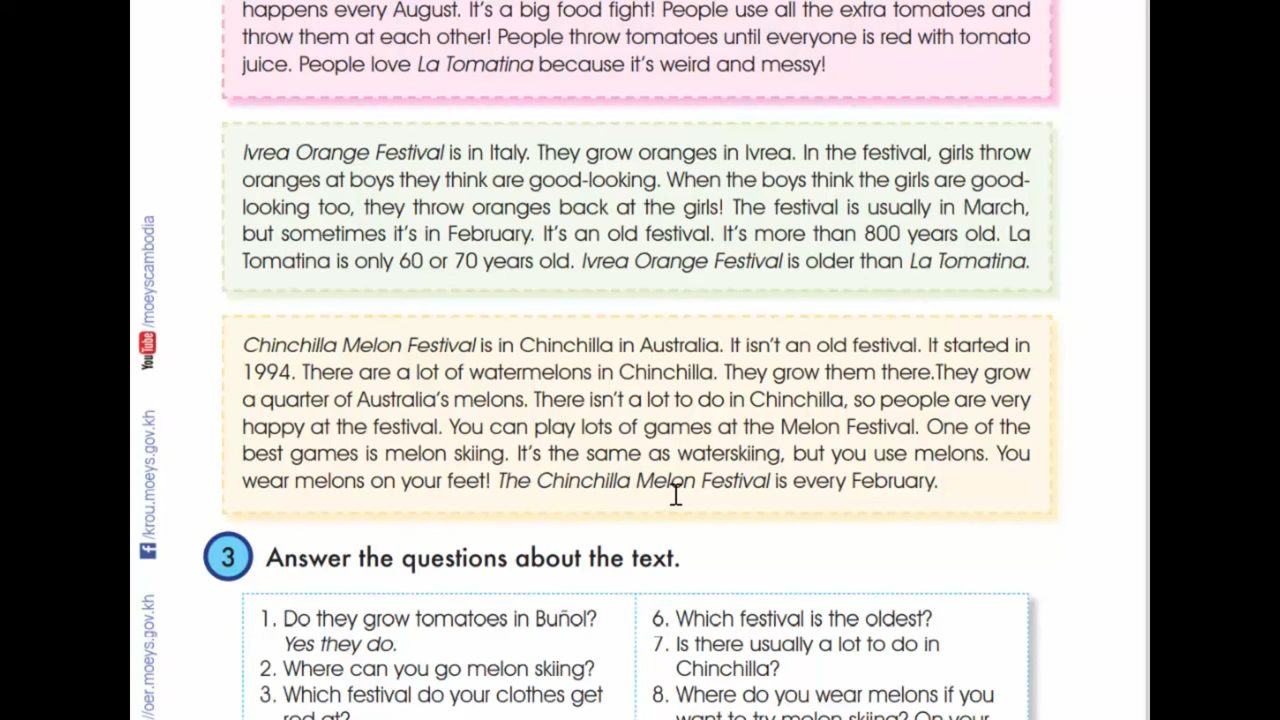 happens every August. It's a big food fight! People use all the extra tomatoes and
throw them at each other! People throw tomatoes until everyone is red with tomato
juice. People love La Tomatina because it's weird and messy!
Ivrea Orange Festival is in Italy. They grow oranges in Ivrea. In the festival, girls throw
oranges at boys they think are good-looking. When the boys think the girls are good-
looking too, they throw oranges back at the girls! The festival is usually in March,
but sometimes it's in February. It's an old festival. It's more than 800 years old. La
Tomatina is only 60 or 70 years old. Ivrea Orange Festival is older than La Tomatina.
Chinchilla Melon Festival is in Chinchilla in Australia. It isn't an old festival. It started in
1994. There are a lot of watermelons in Chinchilla. They grow them there.They grow
a quarter of Australia's melons. There isn't a lot to do in Chinchilla, so people are very
happy at the festival. You can play lots of games at the Melon Festival. One of the
best games is melon skiing. It's the same as waterskiing, but you use melons. You
wear melons on your feet! The Chinchilla Melon Festival is every February.
3 Answer the questions about the text.
1. Do they grow tomatoes in Buñol?
Yes they do.
2. Where can you go melon skiing?
3. Which festival do your clothes get
red at?
6. Which festival is the oldest?
7. Is there usually a lot to do in
Chinchilla?
8. Where do you wear melons if you
want to try melon skiing? On your
YouTube /moeyscambodia
f /krou.moeys.gov.kh
//oer.moeys.gov.kh